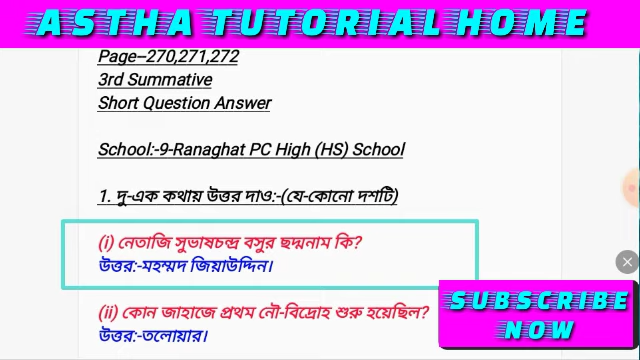 ASTHA TUTORIAL HOME
Page–270,271,272
3rd Summative
Short Question Answer
School:-9-Ranaghat PC High (HS) School
1. দু-এক কথায় উত্তর দাও:-(যে-কোনো দশটি)
(i) নেতাজি সুভাষচন্দ্র বসুর ছদ্মনাম কি?
উত্তর:-মহম্মদ জিয়াউদ্দিন।
(ii) কোন জাহাজে প্রথম নৌ-বিদ্রোহ শুরু হয়েছিল?
উত্তর:-তলোয়ার।
SUBSCRIBE
NOW